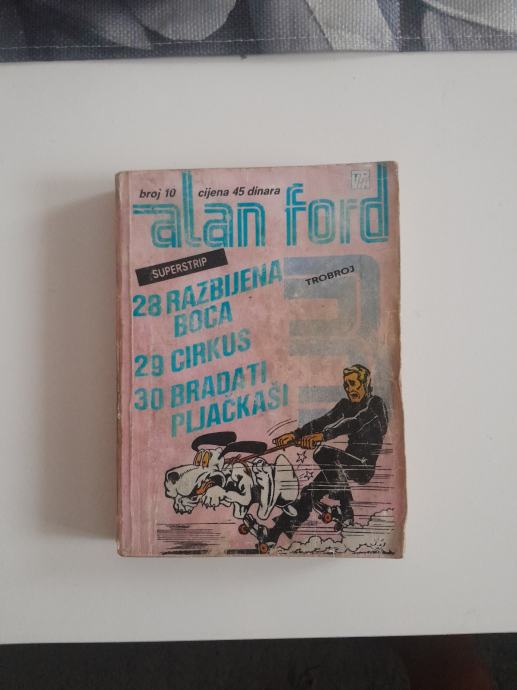 broj 10 cijena 45 dinara
alan ford
SUPERSTRIP
TROBROJ
28 RAZBIJENA
BOCA
29 CIRKUS
30 BRADATI
PLJAČKAŠI